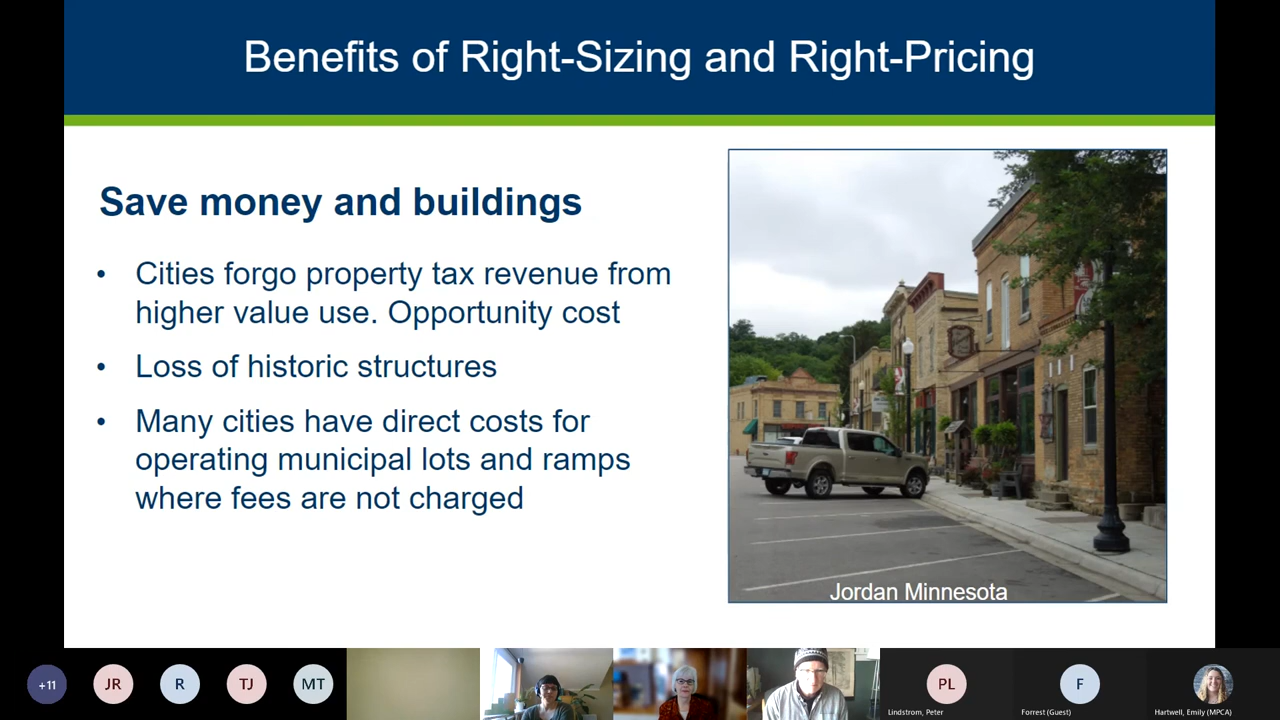 Benefits of Right-Sizing and Right-Pricing
Save money and buildings
• Cities forgo property tax revenue from
higher value use. Opportunity cost
• Loss of historic structures
• Many cities have direct costs for
operating municipal lots and ramps
where fees are not charged
Jordan Minnesota
+11
JR
R
TJ
MT
PL
F
Lindstrom, Peter
Forrest (Guest)
Hartwell, Emily (MPCA)